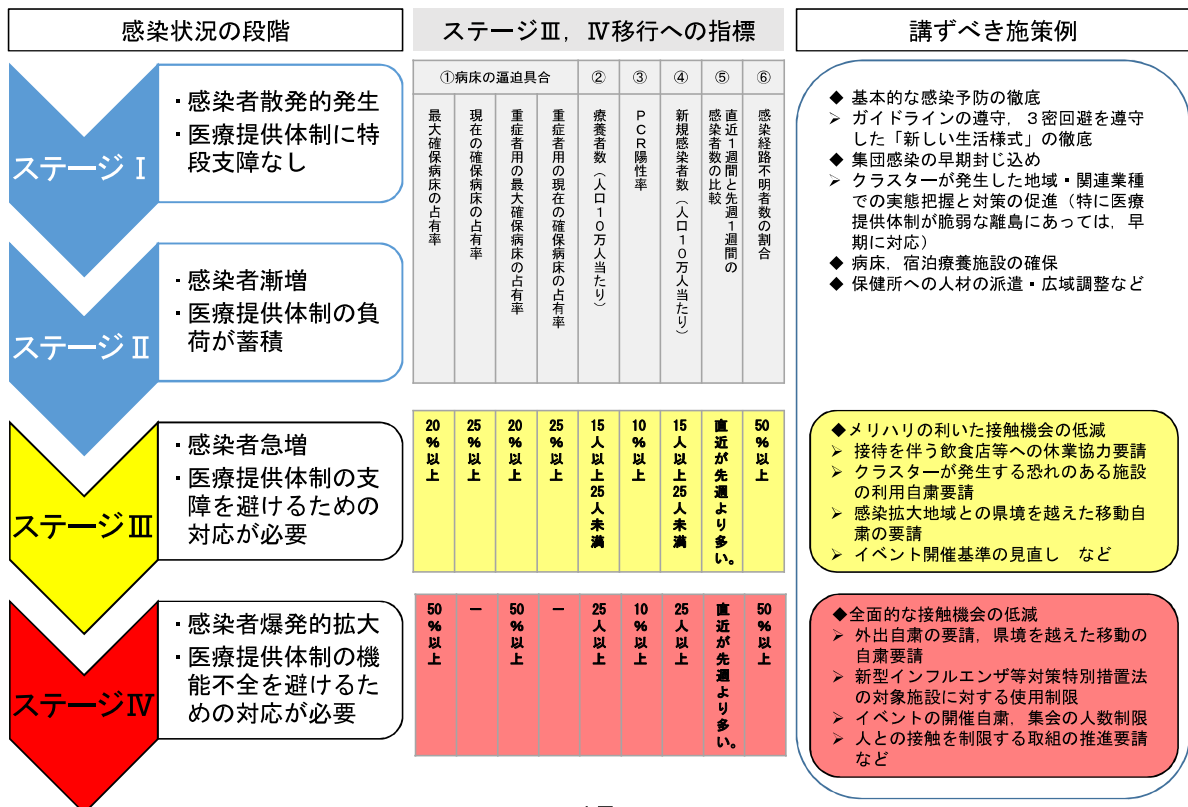 感染状況の段階
ステージⅢ，Ⅳ移行への指標
講ずべき施策例
ステージⅠ
・感染者散発的発生
・医療提供体制に特
段支障なし
ステージⅡ
・感染者漸増
・医療提供体制の負
荷が蓄積
ステージⅢ
・感染者急増
・医療提供体制の支
障を避けるための
対応が必要
ステージⅣ
・感染者爆発的拡大
・医療提供体制の機
能不全を避けるた
めの対応が必要
①病床の逼迫具合
②
③
④
⑤
⑥
最大確保病床の占有率
現在の確保病床の占有率
重症者用の最大確保病床の占有率
重症者用の現在の確保病床の占有率
療養者数（人口１０万人当たり）
ＰＣＲ陽性率
新規感染者数（人口１０万人当たり）
直近１週間と先週１週間の
感染者数の比較
感染経路不明者数の割合
20％以上
25％以上
20％以上
25％以上
15人以上25人未満
10％以上
15人以上25人未満
直近が先週より多い。
50％以上
50％以上
－
50％以上
－
25人以上
10％以上
25人以上
直近が先週より多い。
50％以上
◆ 基本的な感染予防の徹底
➢ ガイドラインの遵守，３密回避を遵守
した「新しい生活様式」の徹底
◆ 集団感染の早期封じ込め
➢ クラスターが発生した地域・関連業種
での実態把握と対策の促進（特に医療
提供体制が脆弱な離島にあっては，早
期に対応）
◆ 病床，宿泊療養施設の確保
◆ 保健所への人材の派遣・広域調整など
◆メリハリの利いた接触機会の低減
➢ 接待を伴う飲食店等への休業協力要請
➢ クラスターが発生する恐れのある施設
の利用自粛要請
➢ 感染拡大地域との県境を越えた移動自
粛の要請
➢ イベント開催基準の見直し　など
◆全面的な接触機会の低減
➢ 外出自粛の要請，県境を越えた移動の
自粛要請
➢ 新型インフルエンザ等対策特別措置法
の対象施設に対する使用制限
➢ イベントの開催自粛，集会の人数制限
➢ 人との接触を制限する取組の推進要請
など